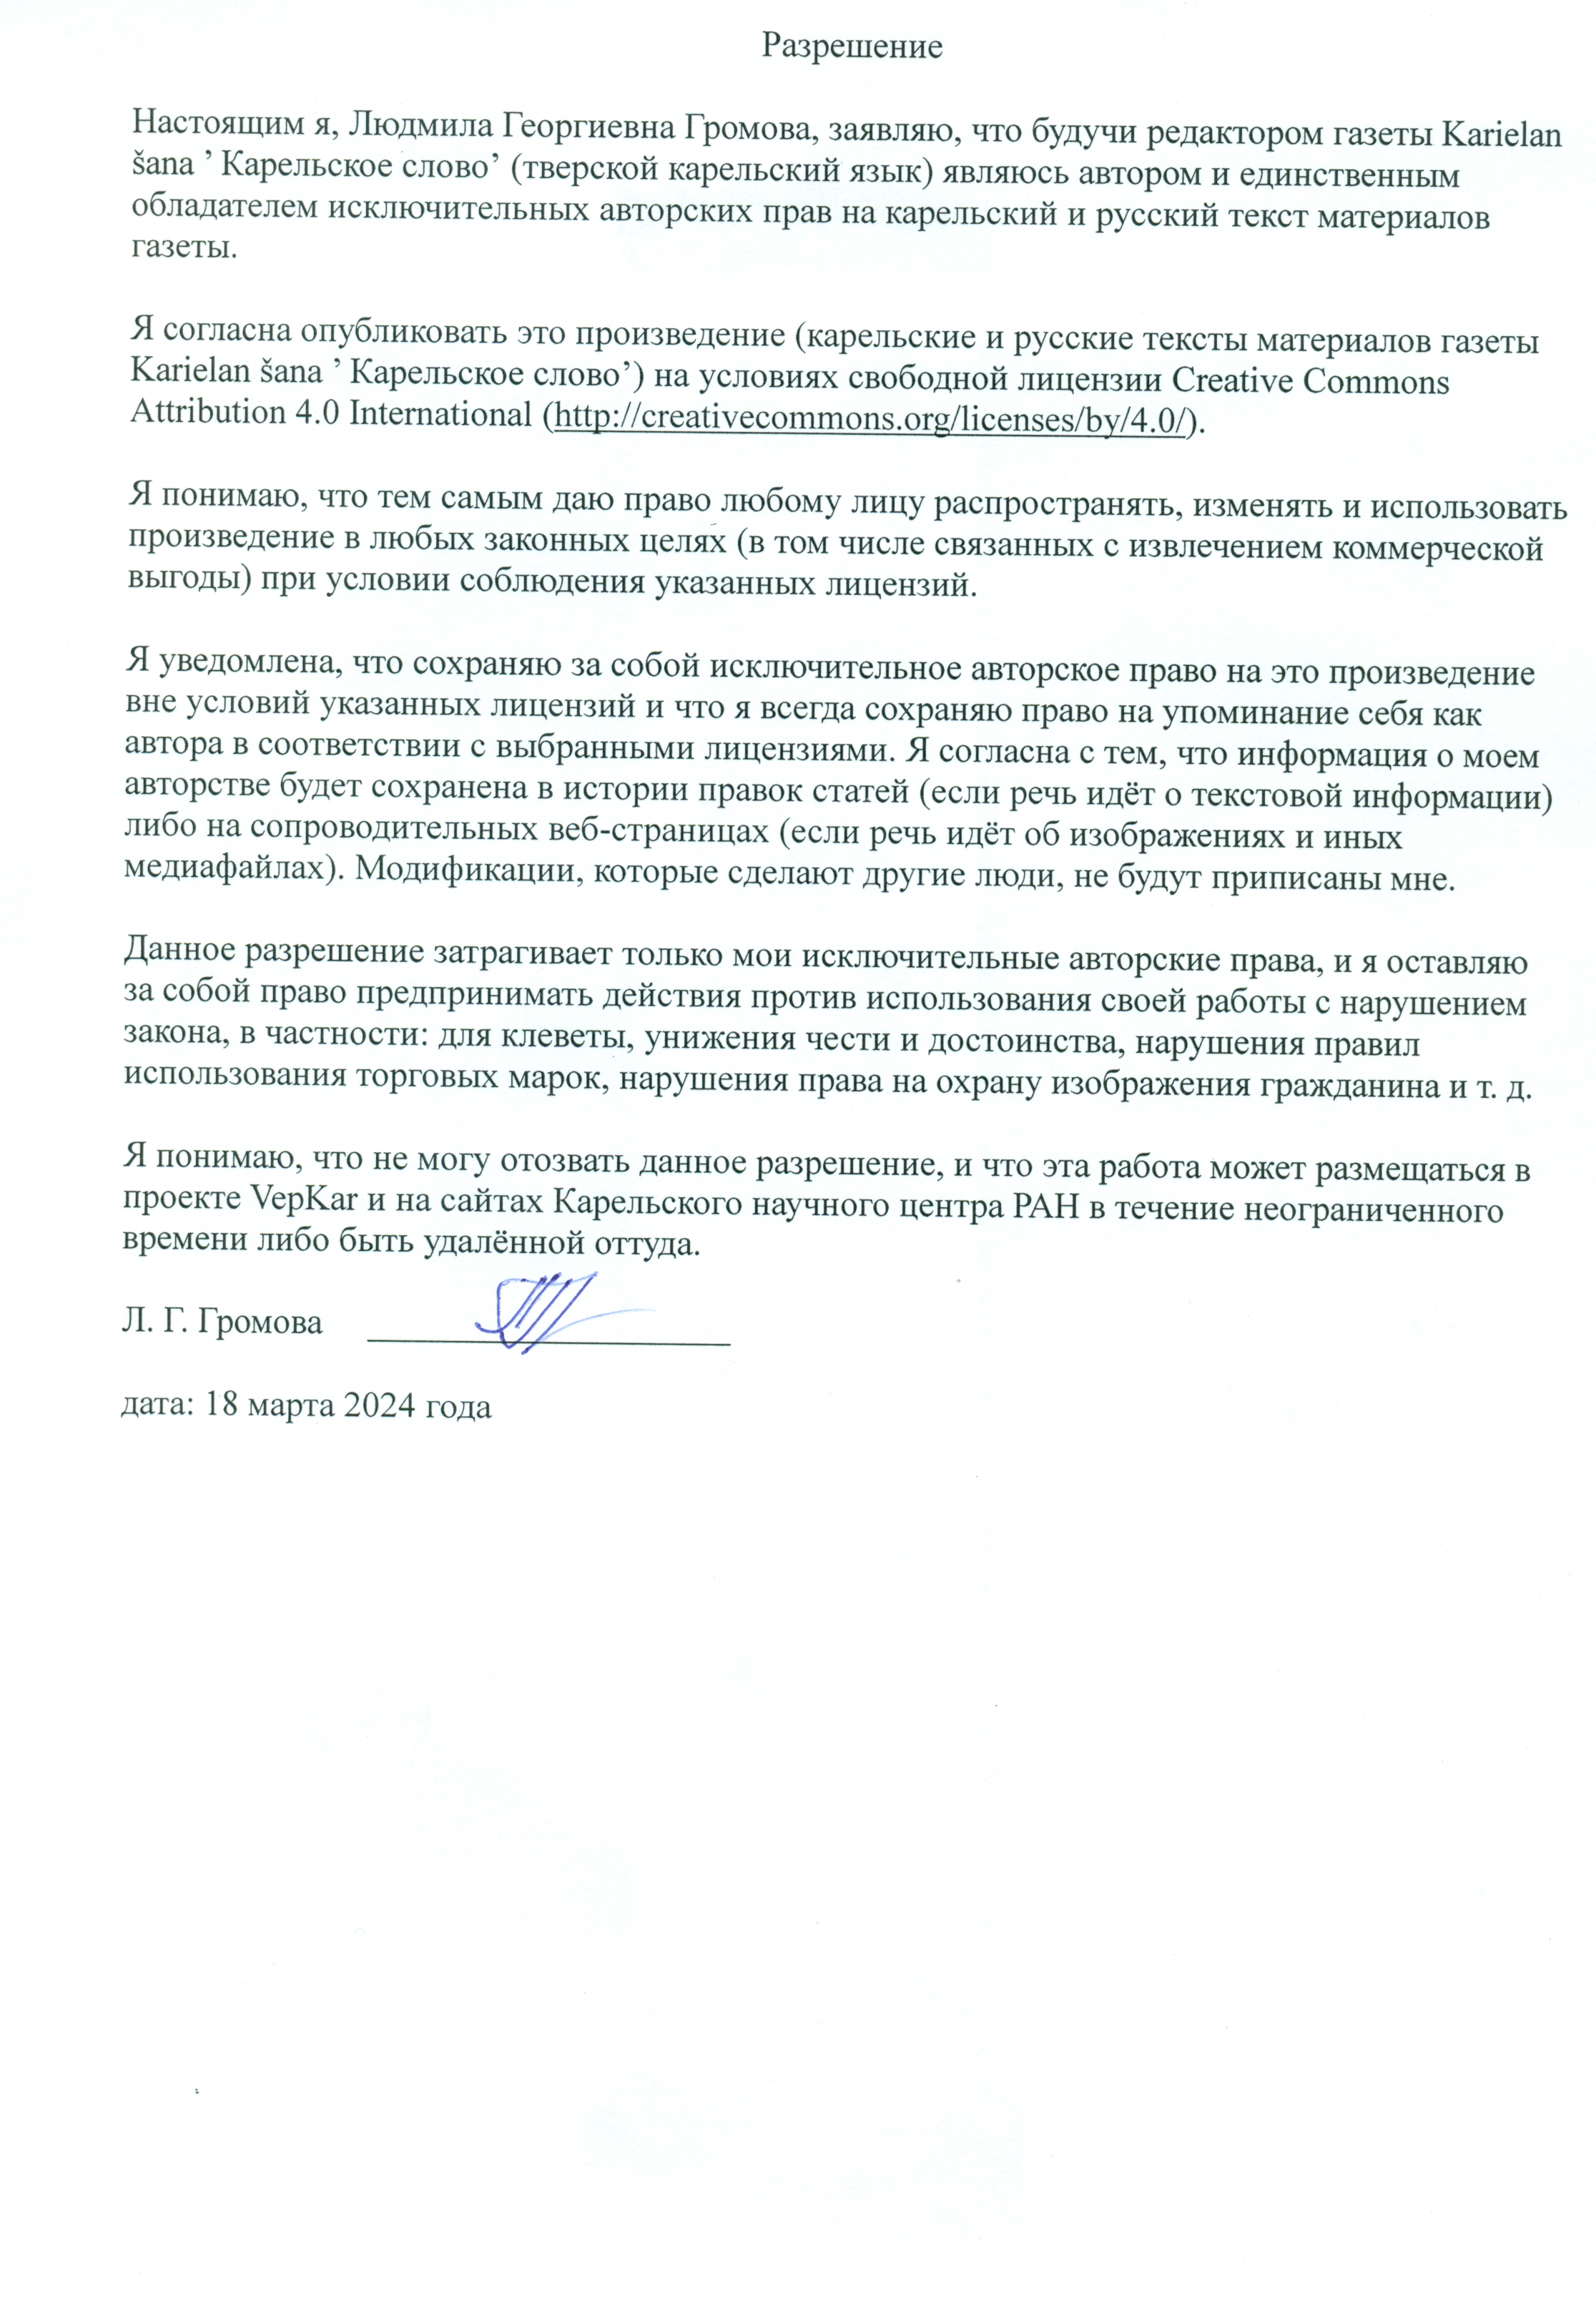 Разрешение
Настоящим я, Людмила Георгиевна Громова, заявляю, что будучи редактором газеты Karielan
šana ’ Карельское слово’ (тверской карельский язык) являюсь автором и единственным
обладателем исключительных авторских прав на карельский и русский текст материалов
газеты.
Я согласна опубликовать это произведение (карельские и русские тексты материалов газеты
Karielan šana ’ Карельское слово’) на условиях свободной лицензии Creative Commons
Attribution 4.0 International (http://creativecommons.org/licenses/by/4.0/).
Я понимаю, что тем самым даю право любому лицу распространять, изменять и использовать
произведение в любых законных целях (в том числе связанных с извлечением коммерческой
выгоды) при условии соблюдения указанных лицензий.
Я уведомлена, что сохраняю за собой исключительное авторское право на это произведение
вне условий указанных лицензий и что я всегда сохраняю право на упоминание себя как
автора в соответствии с выбранными лицензиями. Я согласна с тем, что информация о моем
авторстве будет сохранена в истории правок статей (если речь идёт о текстовой информации)
либо на сопроводительных веб-страницах (если речь идёт об изображениях и иных
медиафайлах). Модификации, которые сделают другие люди, не будут приписаны мне.
Данное разрешение затрагивает только мои исключительные авторские права, и я оставляю
за собой право предпринимать действия против использования своей работы с нарушением
закона, в частности: для клеветы, унижения чести и достоинства, нарушения правил
использования торговых марок, нарушения права на охрану изображения гражданина и т. д.
Я понимаю, что не могу отозвать данное разрешение, и что эта работа может размещаться в
проекте VepKar и на сайтах Карельского научного центра РАН в течение неограниченного
времени либо быть удалённой оттуда.
Л. Г. Громова
дата: 18 марта 2024 года